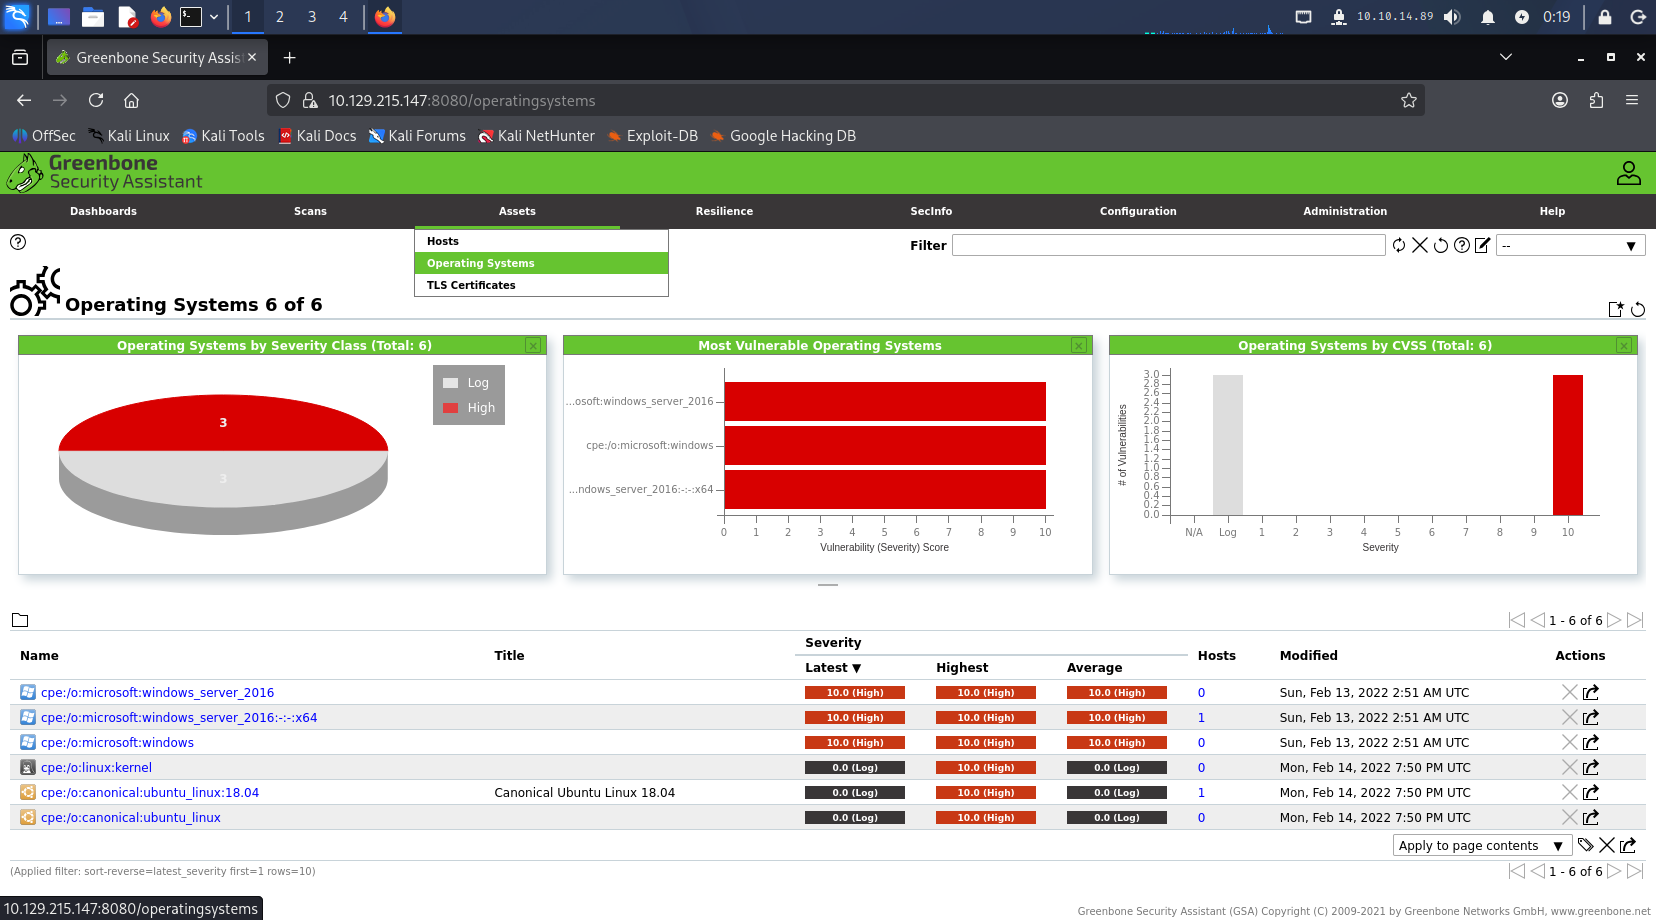 1 2 3 4
10.10.14.89
0:19
Greenbone Security Assis
10.129.215.147:8080/operatingsystems
OffSec Kali Linux Kali Tools Kali Docs Kali Forums Kali NetHunter Exploit-DB Google Hacking DB
Greenbone
Security Assistant
Dashboards Scans Assets Resilience SecInfo Configuration Administration Help
Hosts
Operating Systems
TLS Certificates
Filter
--
Operating Systems 6 of 6
Operating Systems by Severity Class (Total: 6)
Log
High
3
3
Most Vulnerable Operating Systems
...osoft:windows_server_2016
cpe:/o:microsoft:windows
...ndows_server_2016:-:-:x64
0 1 2 3 4 5 6 7 8 9 10
Vulnerability (Severity) Score
Operating Systems by CVSS (Total: 6)
# of Vulnerabilities
3.0
2.8
2.6
2.4
2.2
2.0
1.8
1.6
1.4
1.2
1.0
0.8
0.6
0.4
0.2
0.0
N/A Log 1 2 3 4 5 6 7 8 9 10
Severity
1 - 6 of 6
Name Title Severity Hosts Modified Actions
Latest ▼ Highest Average
cpe:/o:microsoft:windows_server_2016 10.0 (High) 10.0 (High) 10.0 (High) 0 Sun, Feb 13, 2022 2:51 AM UTC
cpe:/o:microsoft:windows_server_2016:-:-:x64 10.0 (High) 10.0 (High) 10.0 (High) 1 Sun, Feb 13, 2022 2:51 AM UTC
cpe:/o:microsoft:windows 10.0 (High) 10.0 (High) 10.0 (High) 0 Sun, Feb 13, 2022 2:51 AM UTC
cpe:/o:linux:kernel 0.0 (Log) 10.0 (High) 0.0 (Log) 0 Mon, Feb 14, 2022 7:50 PM UTC
cpe:/o:canonical:ubuntu_linux:18.04 Canonical Ubuntu Linux 18.04 0.0 (Log) 10.0 (High) 0.0 (Log) 1 Mon, Feb 14, 2022 7:50 PM UTC
cpe:/o:canonical:ubuntu_linux 0.0 (Log) 10.0 (High) 0.0 (Log) 0 Mon, Feb 14, 2022 7:50 PM UTC
Apply to page contents ▼
(Applied filter: sort-reverse=latest_severity first=1 rows=10)
1 - 6 of 6
10.129.215.147:8080/operatingsystems
Greenbone Security Assistant (GSA) Copyright (C) 2009-2021 by Greenbone Networks GmbH, www.greenbone.net